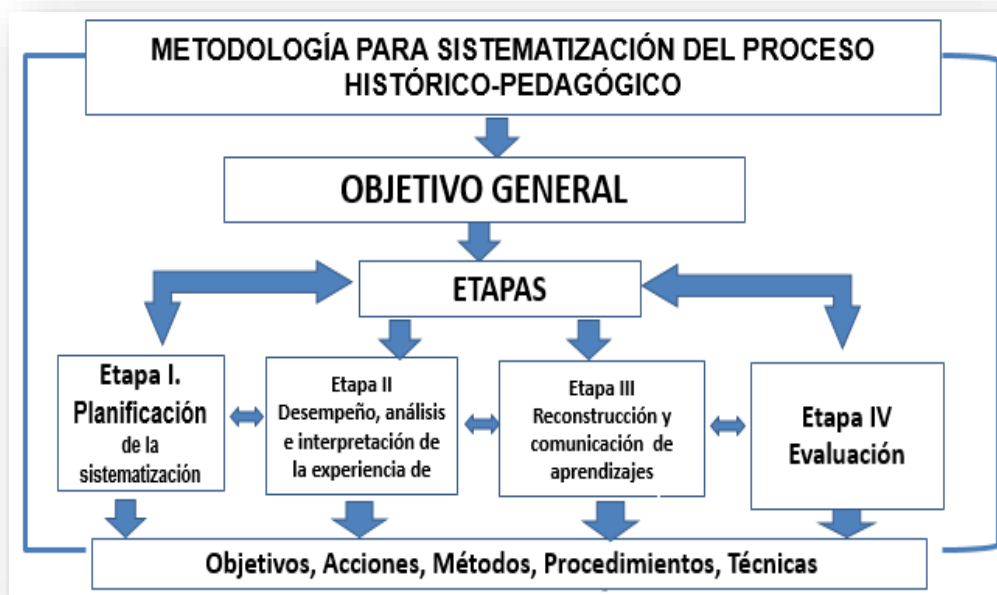 METODOLOGÍA PARA SISTEMATIZACIÓN DEL PROCESO
HISTÓRICO-PEDAGÓGICO
OBJETIVO GENERAL
ETAPAS
Etapa I.
Planificación
de la
sistematización
Etapa II
Desempeño, análisis
e interpretación de
la experiencia de
Etapa III
Reconstrucción y
comunicación de
aprendizajes
Etapa IV
Evaluación
Objetivos, Acciones, Métodos, Procedimientos, Técnicas